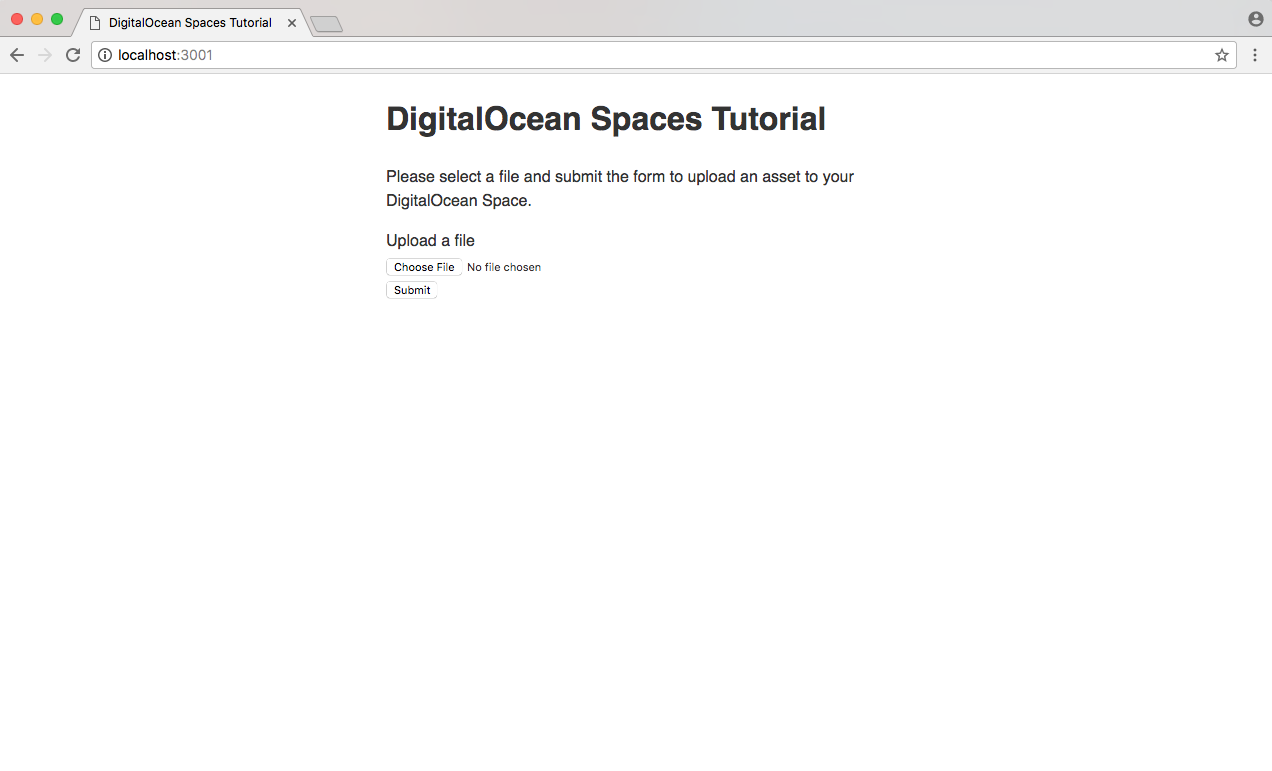 DigitalOcean Spaces Tutorial
localhost:3001
DigitalOcean Spaces Tutorial
Please select a file and submit the form to upload an asset to your
DigitalOcean Space.
Upload a file
Choose File No file chosen
Submit